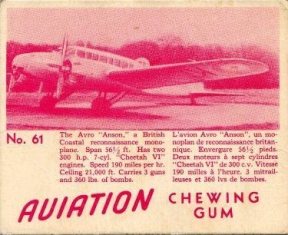 No. 61
The Avro "Anson," a British
Coastal reconnaissance mono-
plane. Span 56½ ft. Has two
300 h.p. 7-cyl. "Cheetah VI"
engines. Speed 190 miles per hr.
Ceiling 21,000 ft. Carries 3 guns
and 360 lbs. of bombs.
L'avion Avro "Anson", un mo-
noplan de reconnaissance britan-
nique. Envergure 56½ pieds.
Deux moteurs à sept cylindres
"Cheetah VI" de 300 c.v. Vitesse
190 milles à l'heure. 3 mitrail-
leuses et 360 lvs de bombes.
AVIATION CHEWING
GUM